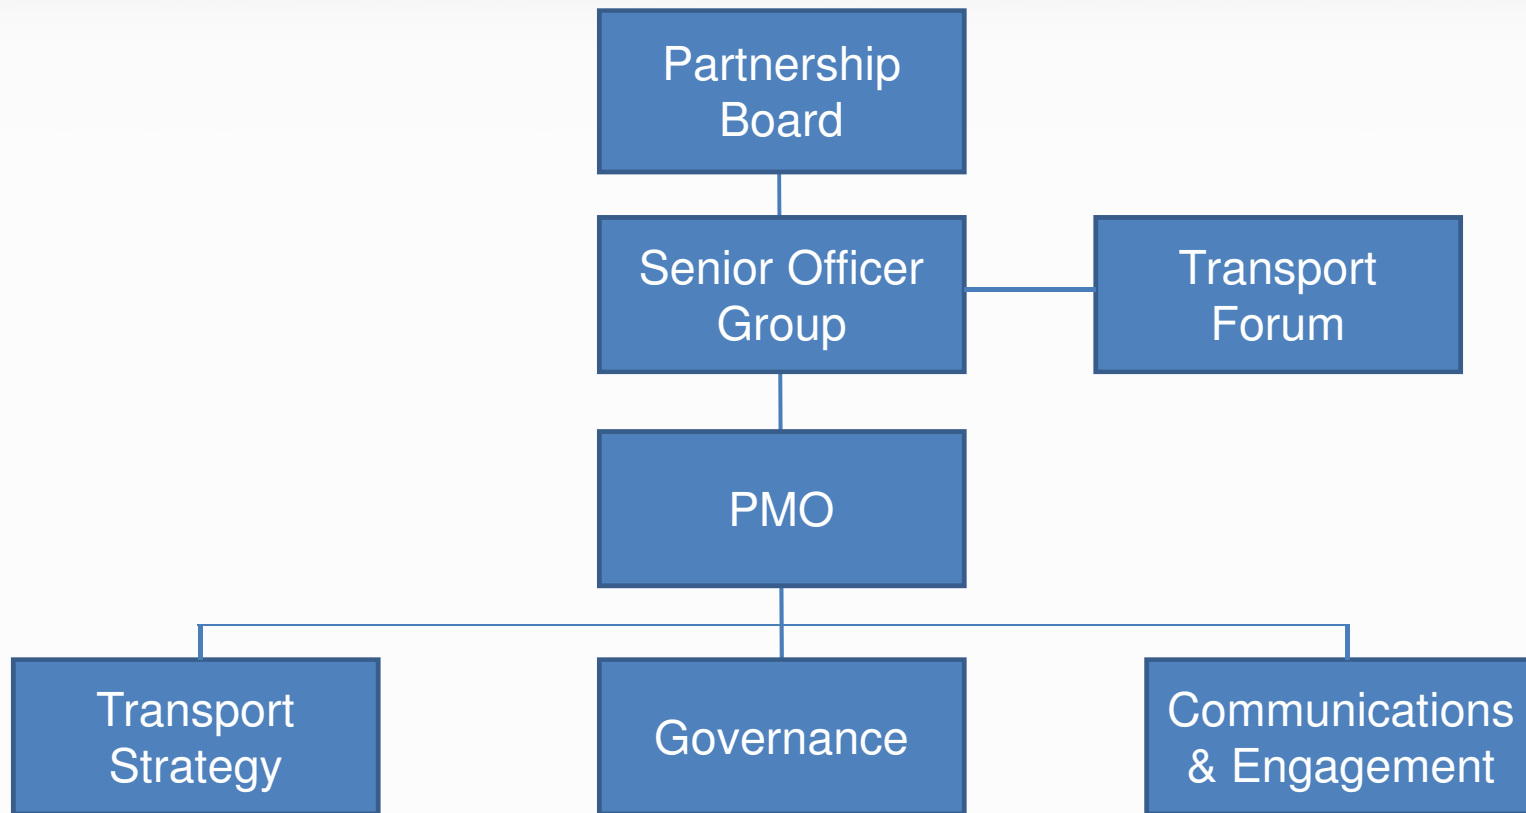 Partnership
Board
Senior Officer
Group
Transport
Forum
PMO
Transport
Strategy
Governance
Communications
& Engagement